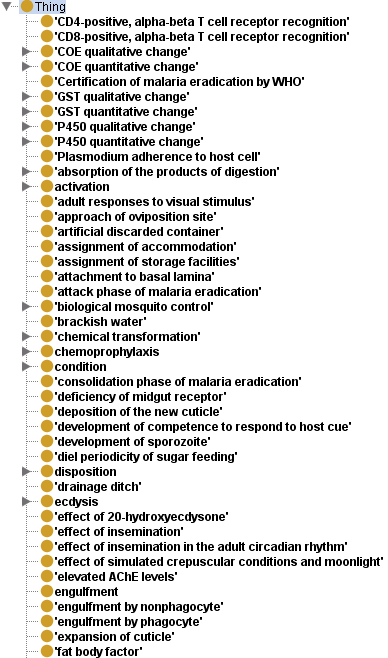 Thing
'CD4-positive, alpha-beta T cell receptor recognition'
'CD8-positive, alpha-beta T cell receptor recognition'
'COE qualitative change'
'COE quantitative change'
'Certification of malaria eradication by WHO'
'GST qualitative change'
'GST quantitative change'
'P450 qualitative change'
'P450 quantitative change'
'Plasmodium adherence to host cell'
'absorption of the products of digestion'
activation
'adult responses to visual stimulus'
'approach of oviposition site'
'artificial discarded container'
'assignment of accommodation'
'assignment of storage facilities'
'attachment to basal lamina'
'attack phase of malaria eradication'
'biological mosquito control'
'brackish water'
'chemical transformation'
chemoprophylaxis
condition
'consolidation phase of malaria eradication'
'deficiency of midgut receptor'
'deposition of the new cuticle'
'development of competence to respond to host cue'
'development of sporozoite'
'diel periodicity of sugar feeding'
disposition
'drainage ditch'
ecdysis
'effect of 20-hydroxyecdysone'
'effect of insemination'
'effect of insemination in the adult circadian rhythm'
'effect of simulated crepuscular conditions and moonlight'
'elevated AChE levels'
engulfment
'engulfment by nonphagocyte'
'engulfment by phagocyte'
'expansion of cuticle'
'fat body factor'